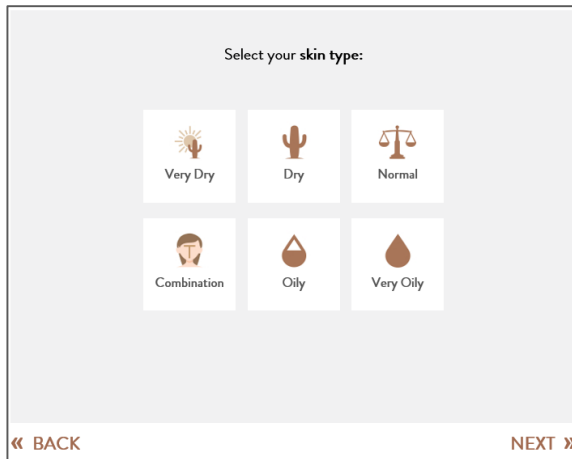 Select your skin type:
Very Dry Dry Normal
Combination Oily Very Oily
« BACK NEXT »